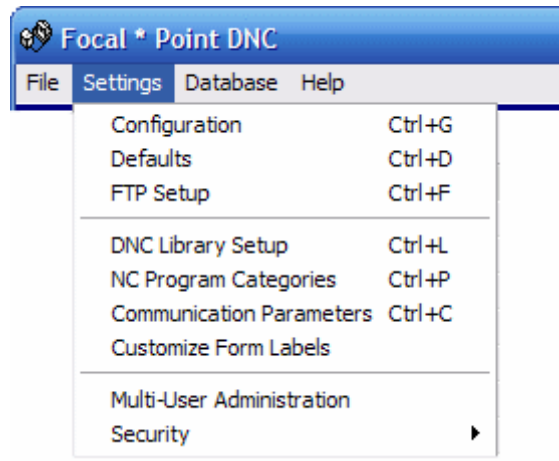 Focal * Point DNC
File Settings Database Help
Configuration Ctrl+G
Defaults Ctrl+D
FTP Setup Ctrl+F
DNC Library Setup Ctrl+L
NC Program Categories Ctrl+P
Communication Parameters Ctrl+C
Customize Form Labels
Multi-User Administration
Security